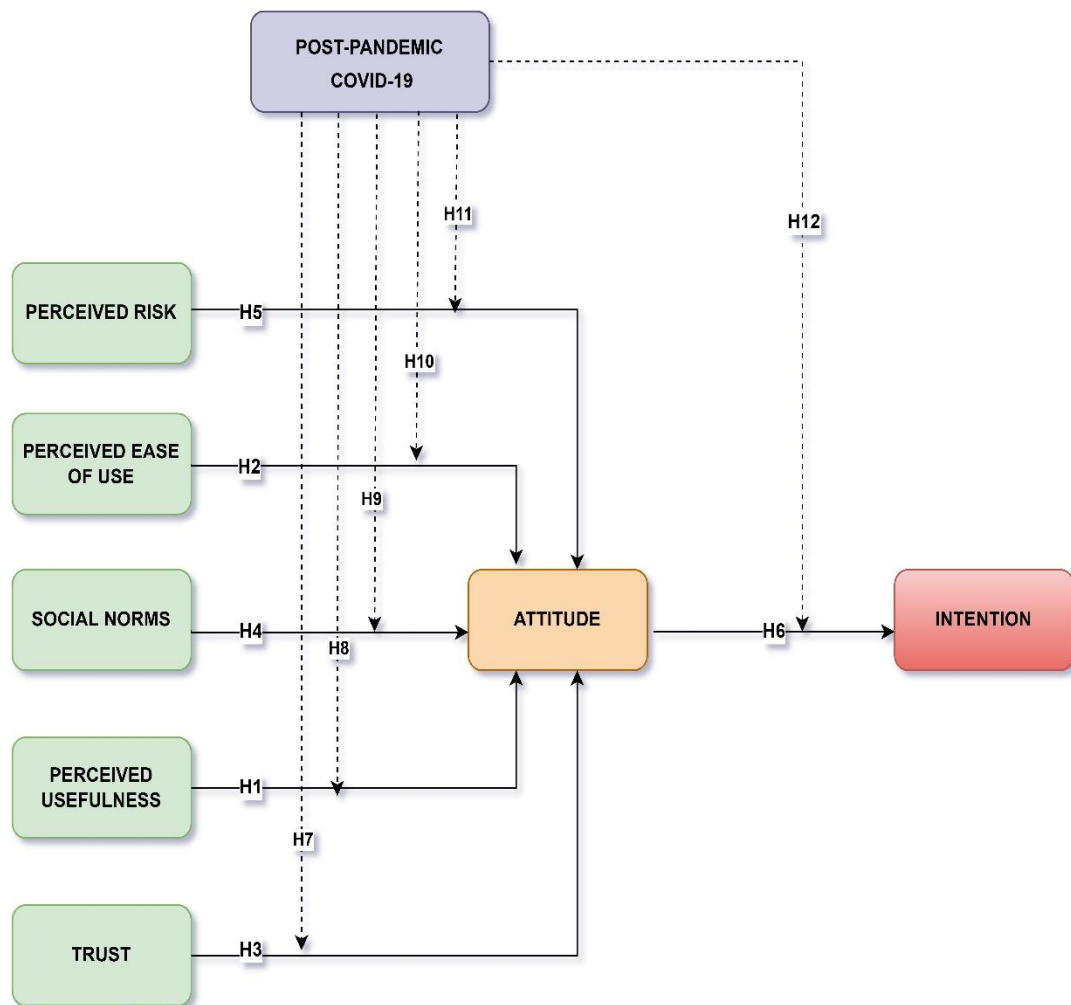 POST-PANDEMIC
COVID-19
H11
H12
PERCEIVED RISK
H5
H10
PERCEIVED EASE
OF USE
H2
H9
SOCIAL NORMS
H4
ATTITUDE
H6
INTENTION
H8
PERCEIVED
USEFULNESS
H1
H7
TRUST
H3